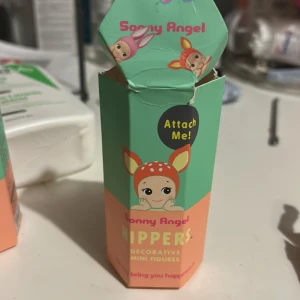 Sonny Angel
Attach
Me!
Sonny Angel
HIPPERS
DECORATIVE
MINI FIGURES
bring you happiness